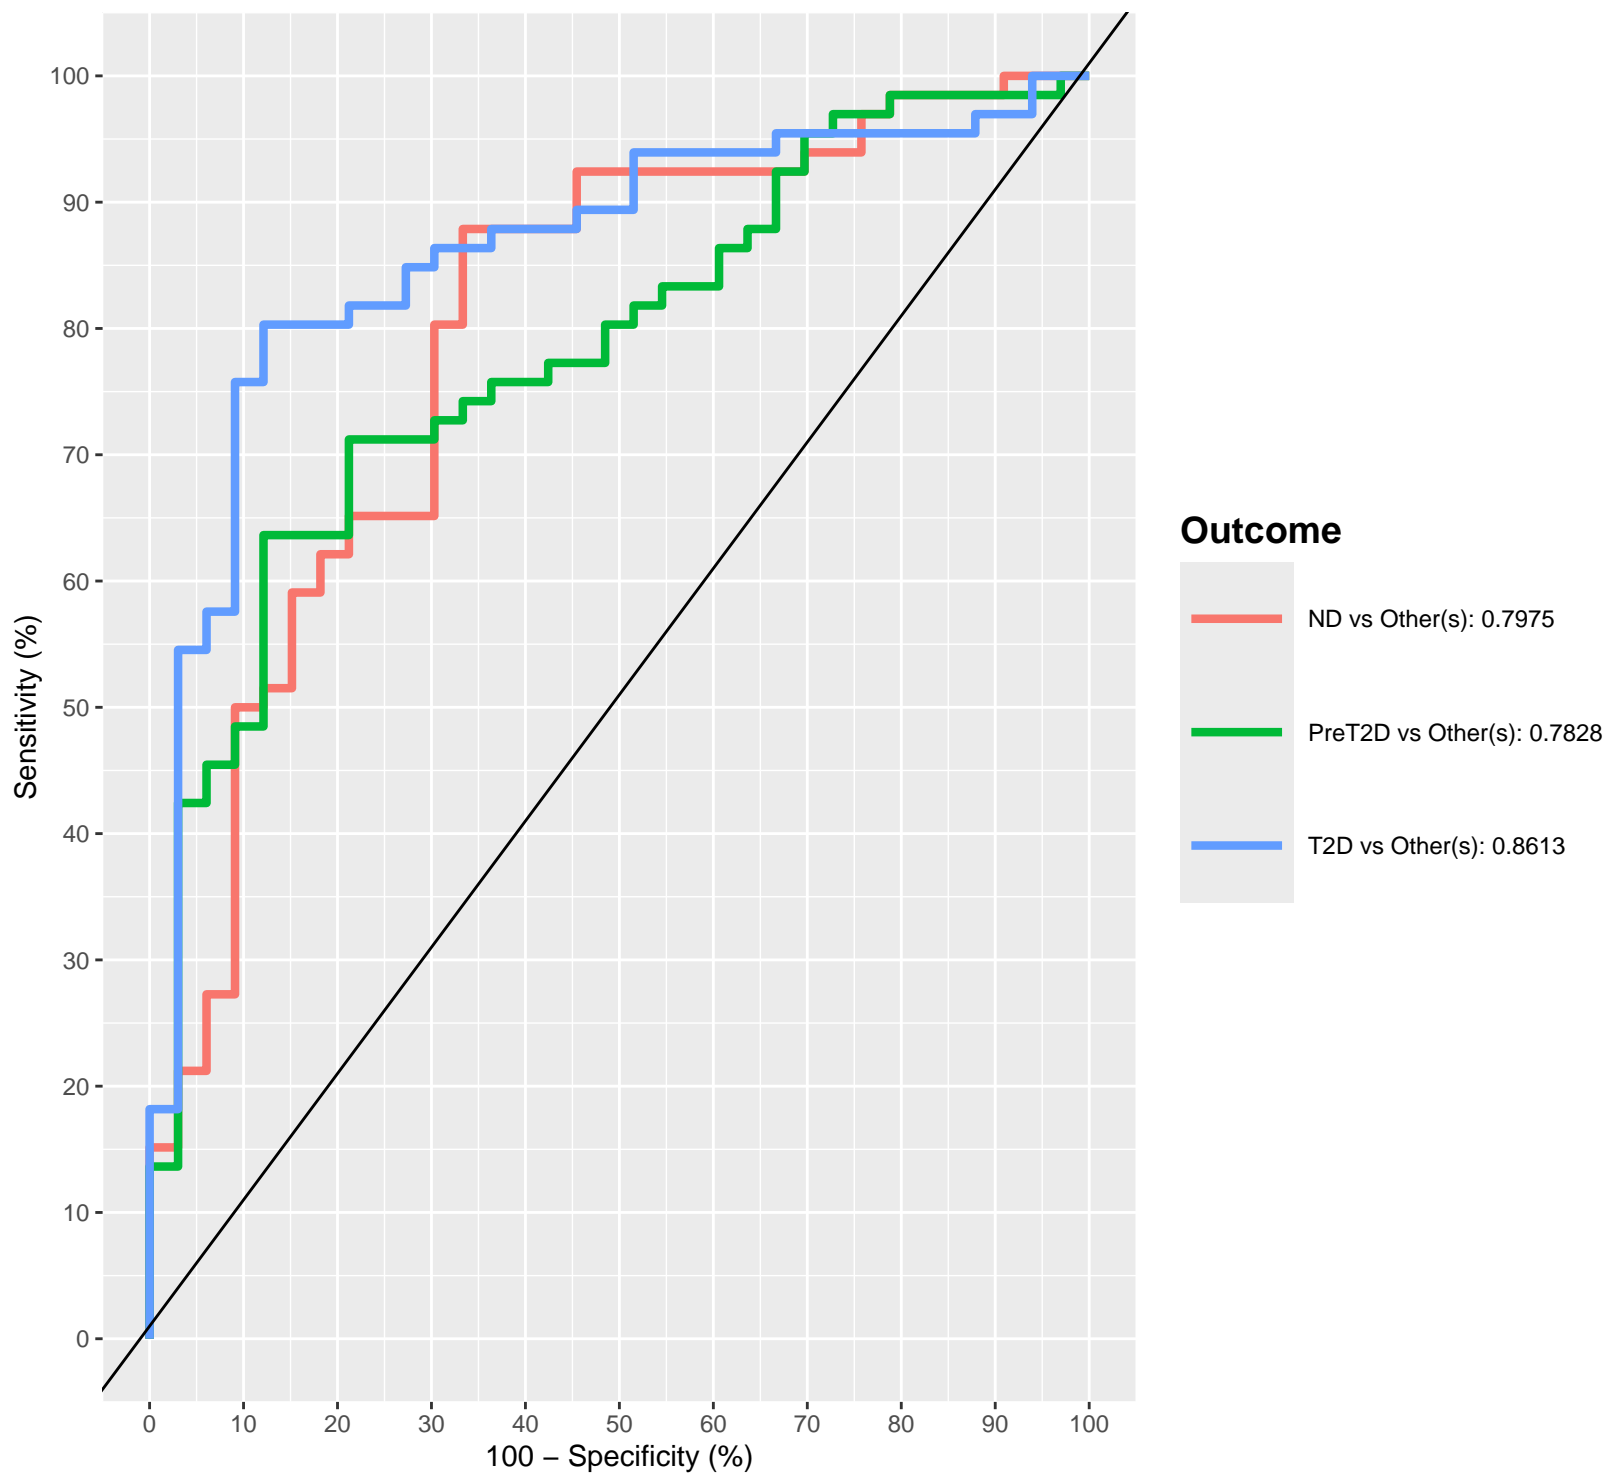 100
90
80
70
60
50
40
30
20
10
0
Sensitivity (%)
0 10 20 30 40 50 60 70 80 90 100
100 − Specificity (%)
Outcome
ND vs Other(s): 0.7975
PreT2D vs Other(s): 0.7828
T2D vs Other(s): 0.8613